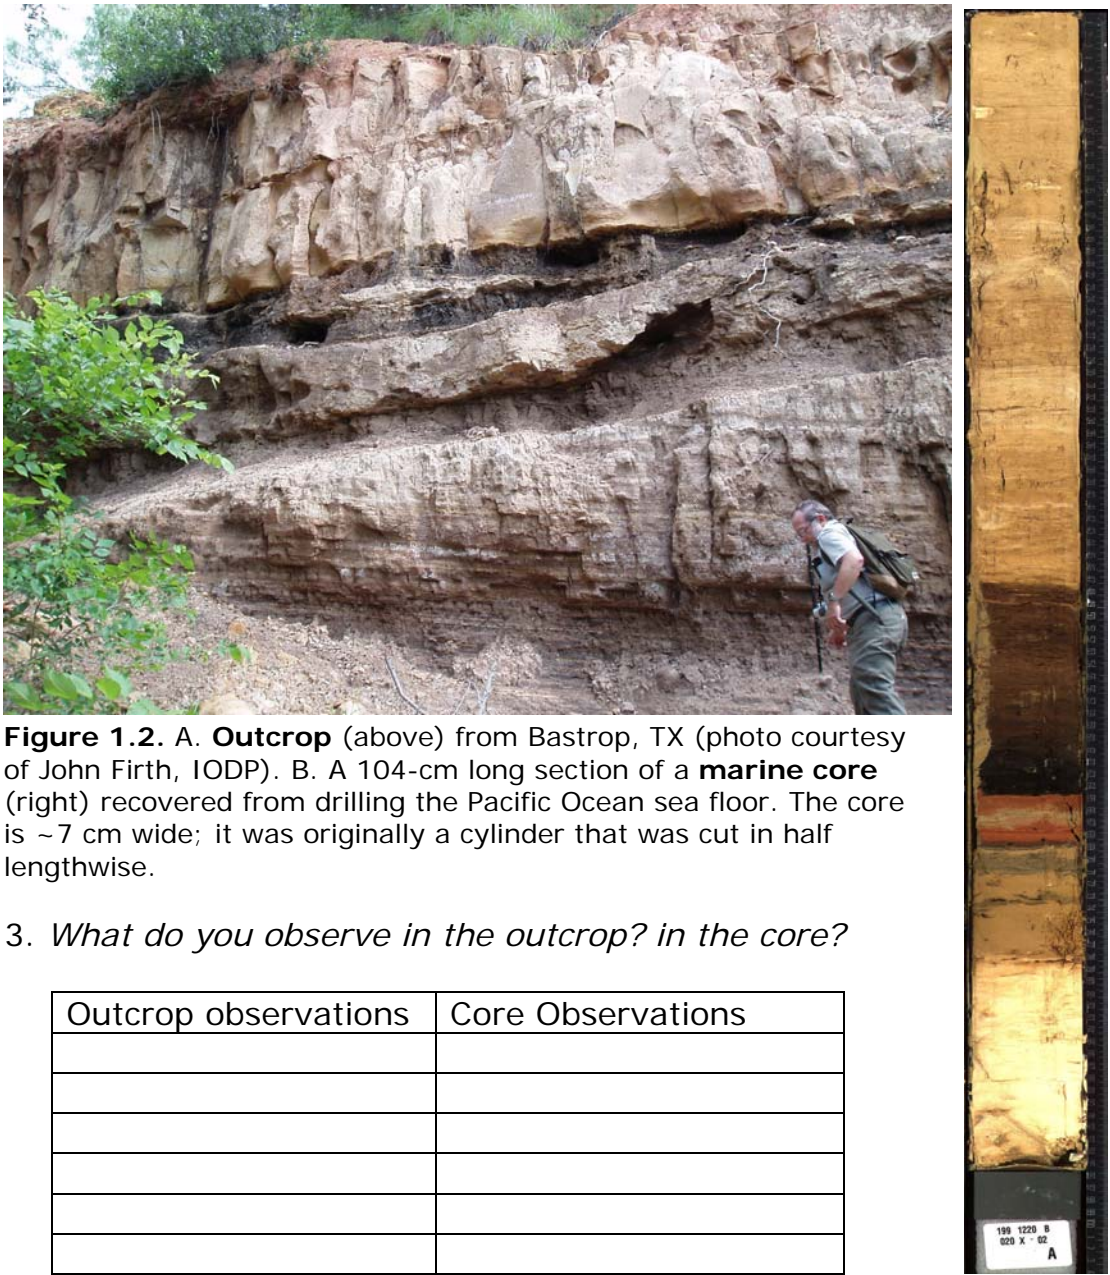 Figure 1.2. A. Outcrop (above) from Bastrop, TX (photo courtesy
of John Firth, IODP). B. A 104-cm long section of a marine core
(right) recovered from drilling the Pacific Ocean sea floor. The core
is ~7 cm wide; it was originally a cylinder that was cut in half
lengthwise.
3. What do you observe in the outcrop? in the core?
Outcrop observations Core Observations
199 1220 B
020 X - 02
A